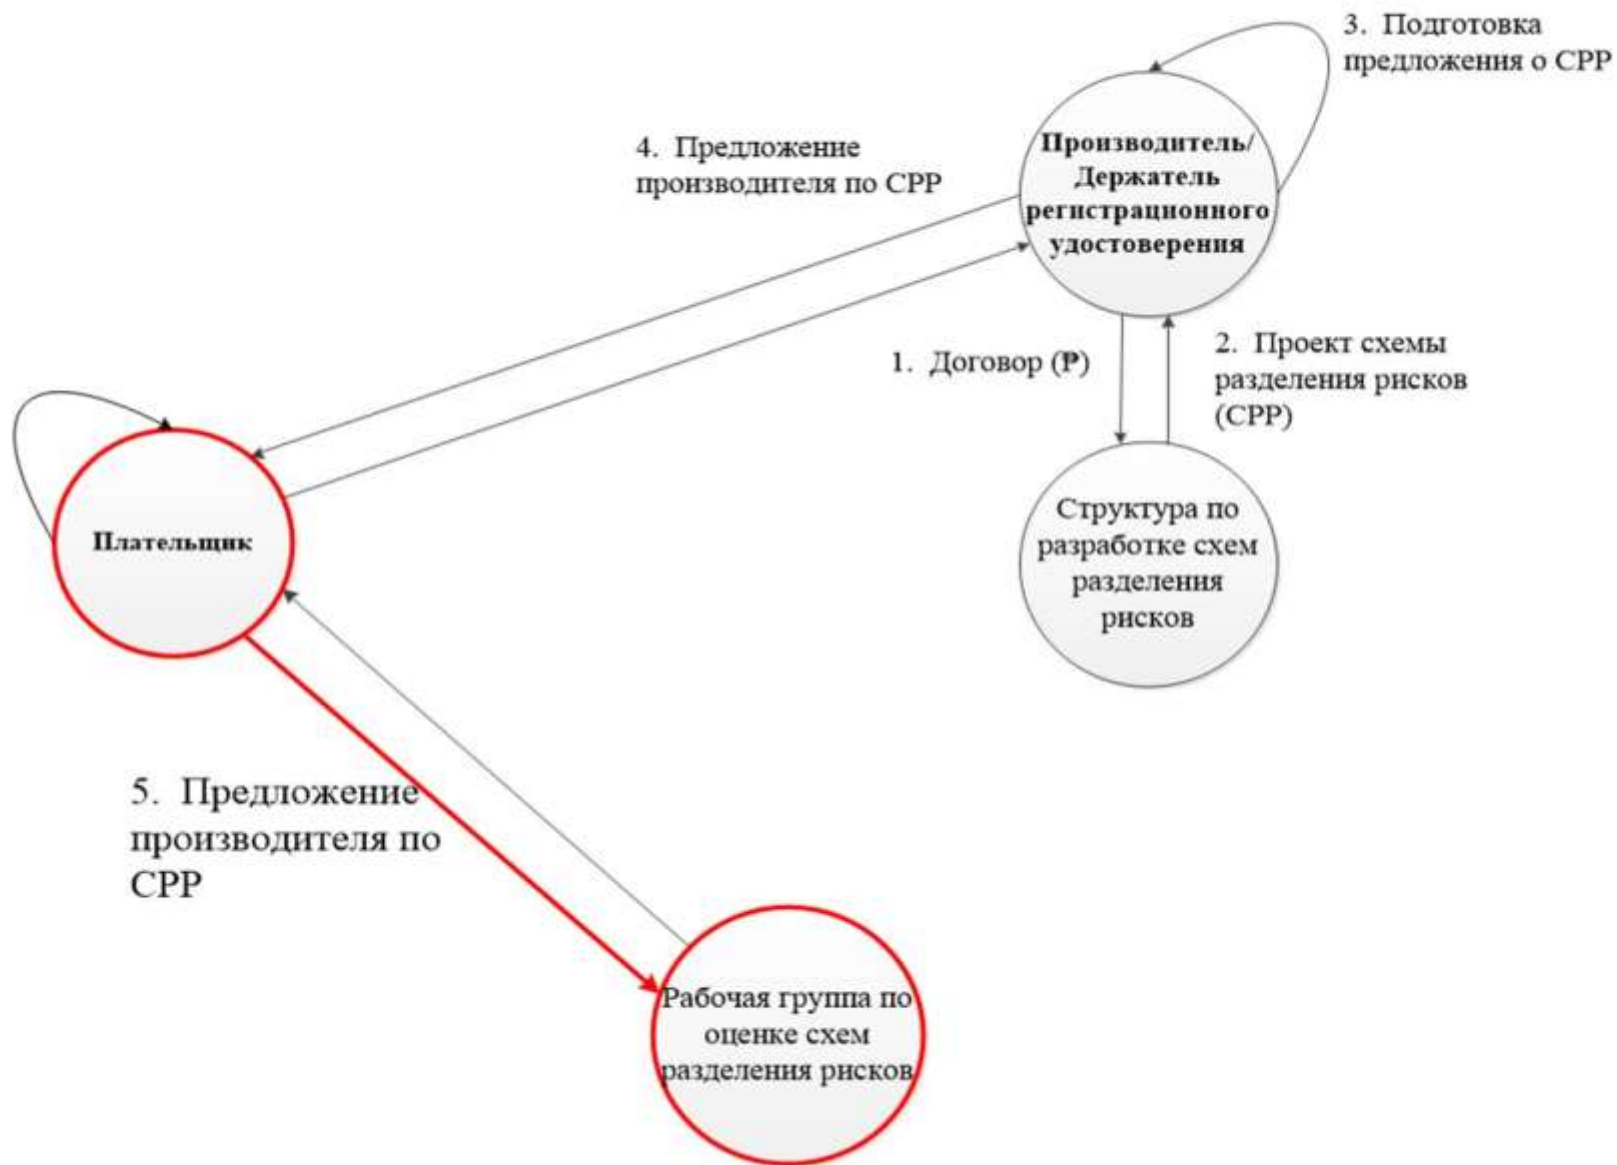 3. Подготовка
предложения о СРР
Производитель/
Держатель
регистрационного
удостоверения
4. Предложение
производителя по СРР
1. Договор (₽)
2. Проект схемы
разделения рисков
(СРР)
Плательщик
Структура по
разработке схем
разделения
рисков
5. Предложение
производителя по
СРР
Рабочая группа по
оценке схем
разделения рисков